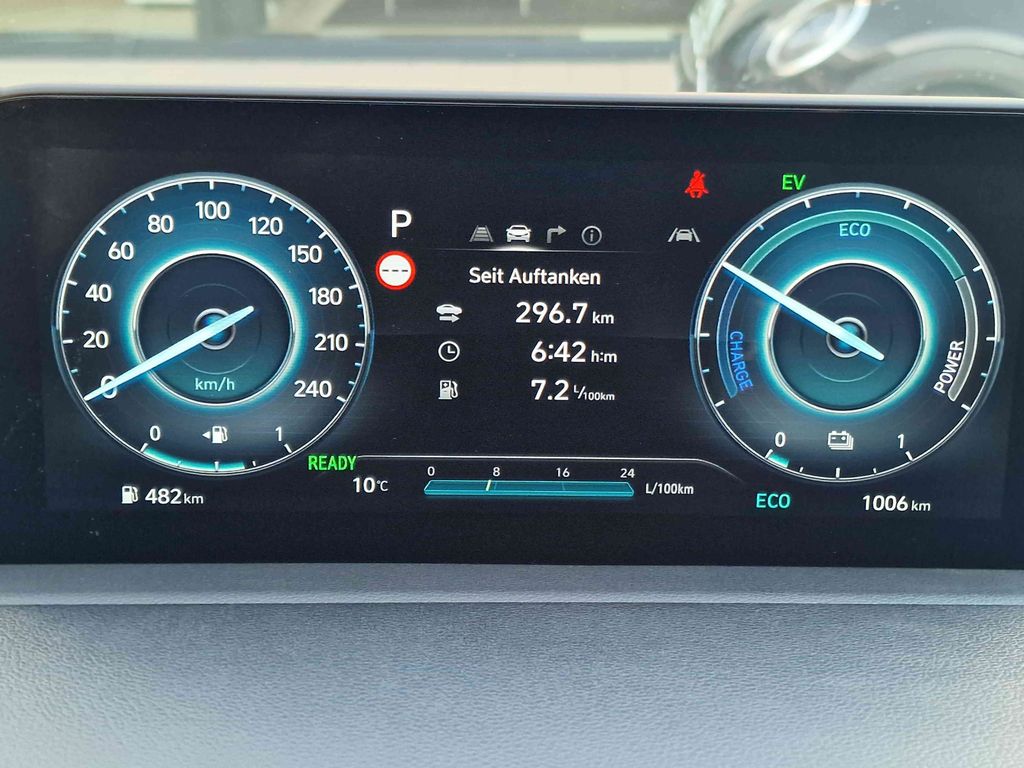 0
20
40
60
80
100
120
150
180
210
240
km/h
0
1
482 km
READY
10°C
P
Seit Auftanken
296.7 km
6:42 h:m
7.2 L/100km
0 8 16 24
L/100km
EV
ECO
CHARGE
POWER
0
1
ECO
1006 km